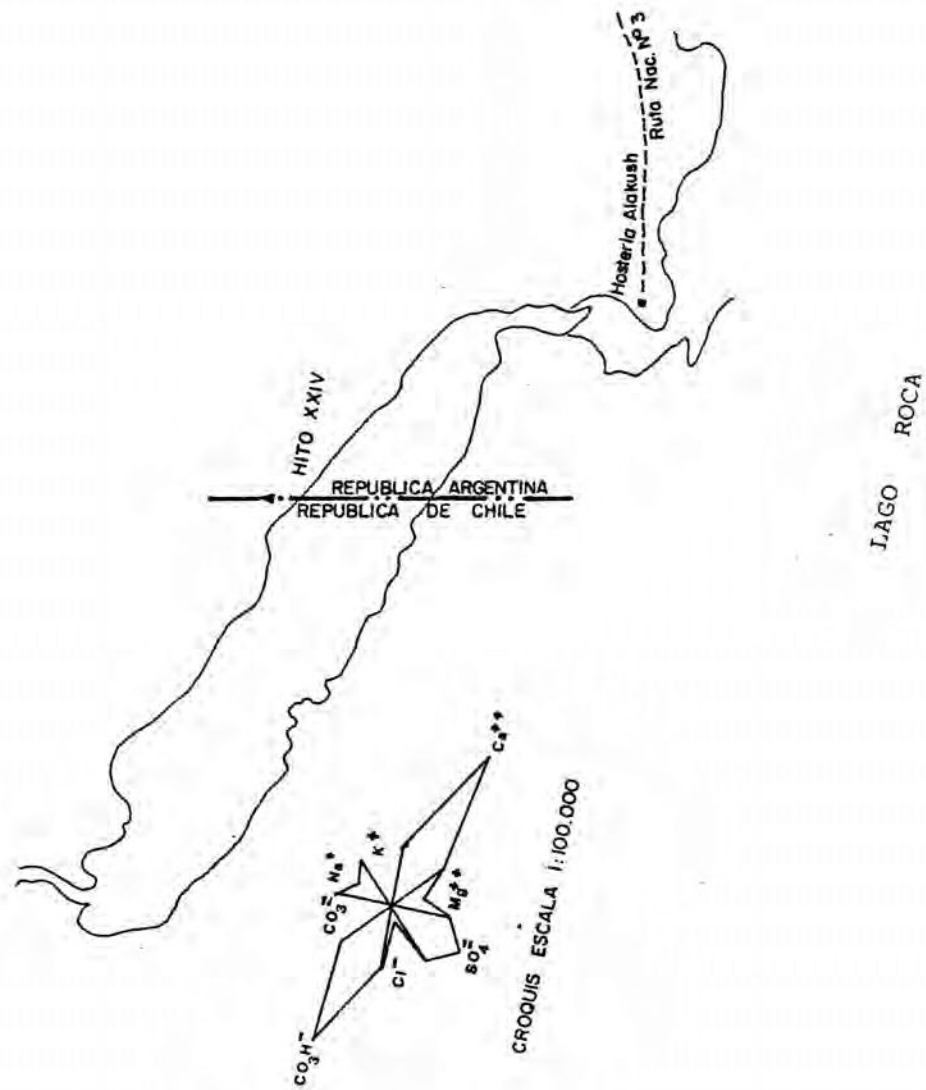 Hosteria Alakush
Ruta Nac. Nº 3
HITO XXIV
REPUBLICA ARGENTINA
REPUBLICA DE CHILE
LAGO ROCA
Ca⁺⁺
K⁺
Na⁺
CO₃⁼
Mg⁺⁺
SO₄⁼
Cl⁻
CO₃H⁻
CROQUIS ESCALA 1:100.000